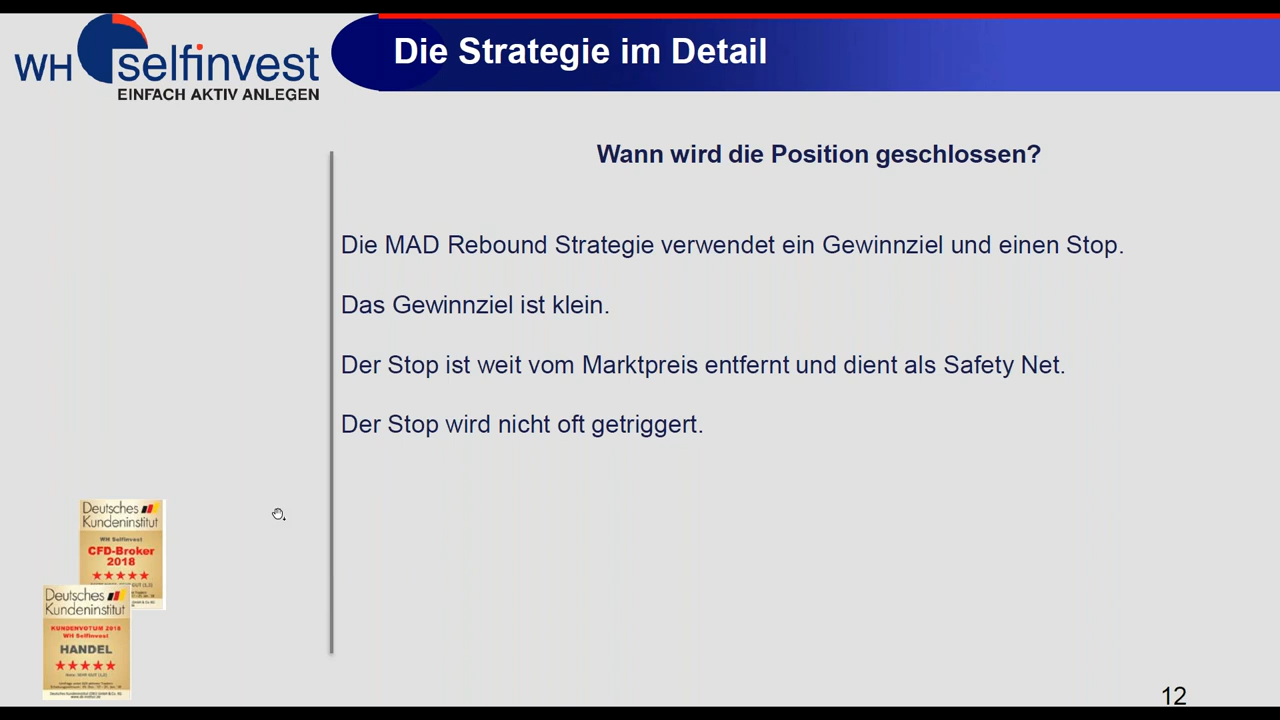 WH selfinvest
EINFACH AKTIV ANLEGEN
Die Strategie im Detail
Wann wird die Position geschlossen?
Die MAD Rebound Strategie verwendet ein Gewinnziel und einen Stop.
Das Gewinnziel ist klein.
Der Stop ist weit vom Marktpreis entfernt und dient als Safety Net.
Der Stop wird nicht oft getriggert.
Deutsches
Kundeninstitut
WH SelfInvest
CFD-Broker
2018
Deutsches
Kundeninstitut
KUNDENVOTUM 2018
WH SelfInvest
HANDEL
12